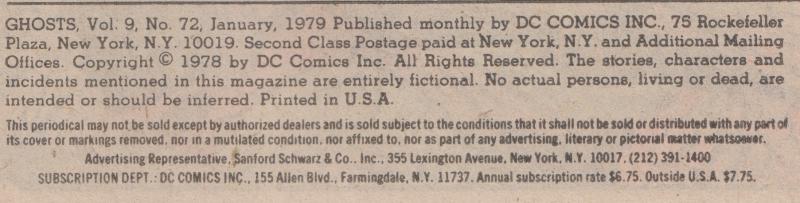 GHOSTS, Vol. 9, No. 72, January, 1979 Published monthly by DC COMICS INC., 75 Rockefeller
Plaza, New York, N.Y. 10019. Second Class Postage paid at New York, N.Y. and Additional Mailing
Offices. Copyright © 1978 by DC Comics Inc. All Rights Reserved. The stories, characters and
incidents mentioned in this magazine are entirely fictional. No actual persons, living or dead, are
intended or should be inferred. Printed in U.S.A.
This periodical may not be sold except by authorized dealers and is sold subject to the conditions that it shall not be sold or distributed with any part of
its cover or markings removed, nor in a mutilated condition, nor affixed to, nor as part of any advertising, literary or pictorial matter whatsoever.
Advertising Representative, Sanford Schwarz & Co., Inc., 355 Lexington Avenue, New York, N.Y. 10017, (212) 391-1400
SUBSCRIPTION DEPT.: DC COMICS INC., 155 Allen Blvd., Farmingdale, N.Y. 11737. Annual subscription rate $6.75. Outside U.S.A. $7.75.